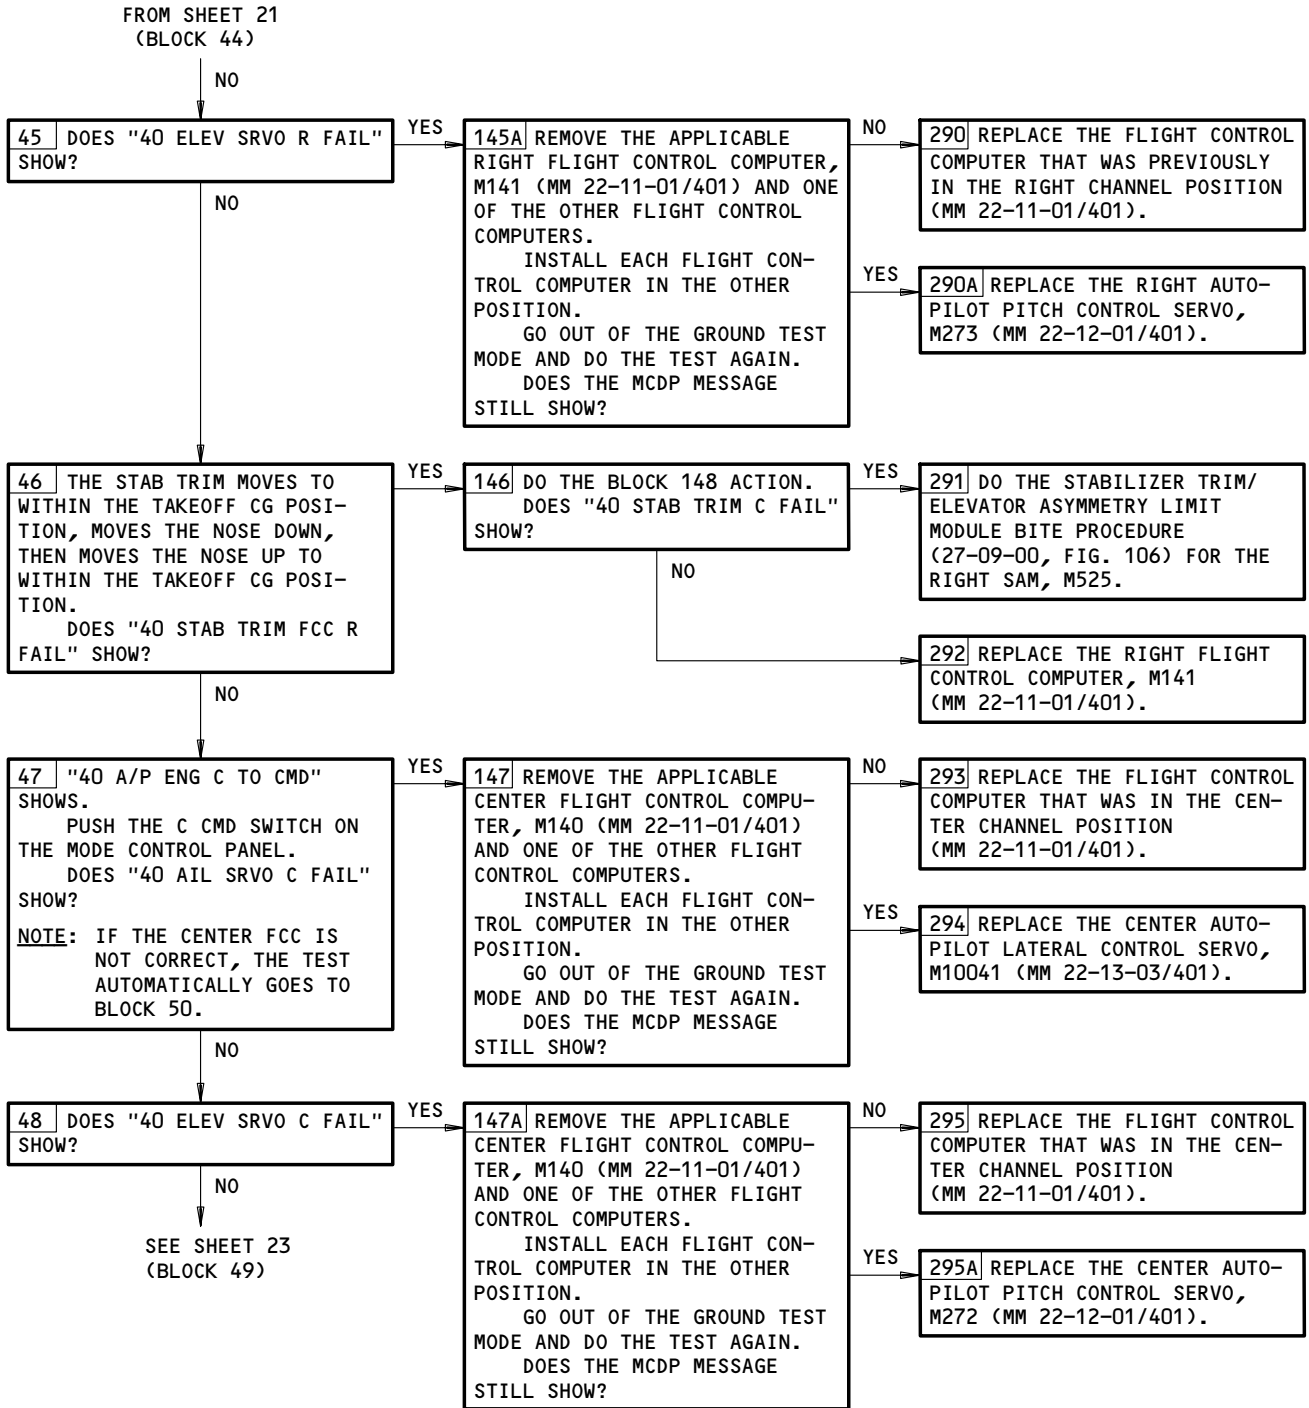 FROM SHEET 21
(BLOCK 44)
NO
45 DOES "40 ELEV SRVO R FAIL"
SHOW?
YES
NO
145A REMOVE THE APPLICABLE
RIGHT FLIGHT CONTROL COMPUTER,
M141 (MM 22-11-01/401) AND ONE
OF THE OTHER FLIGHT CONTROL
COMPUTERS.
INSTALL EACH FLIGHT CON-
TROL COMPUTER IN THE OTHER
POSITION.
GO OUT OF THE GROUND TEST
MODE AND DO THE TEST AGAIN.
DOES THE MCDP MESSAGE
STILL SHOW?
NO
290 REPLACE THE FLIGHT CONTROL
COMPUTER THAT WAS PREVIOUSLY
IN THE RIGHT CHANNEL POSITION
(MM 22-11-01/401).
YES
290A REPLACE THE RIGHT AUTO-
PILOT PITCH CONTROL SERVO,
M273 (MM 22-12-01/401).
46 THE STAB TRIM MOVES TO
WITHIN THE TAKEOFF CG POSI-
TION, MOVES THE NOSE DOWN,
THEN MOVES THE NOSE UP TO
WITHIN THE TAKEOFF CG POSI-
TION.
DOES "40 STAB TRIM FCC R
FAIL" SHOW?
YES
NO
146 DO THE BLOCK 148 ACTION.
DOES "40 STAB TRIM C FAIL"
SHOW?
YES
NO
291 DO THE STABILIZER TRIM/
ELEVATOR ASYMMETRY LIMIT
MODULE BITE PROCEDURE
(27-09-00, FIG. 106) FOR THE
RIGHT SAM, M525.
292 REPLACE THE RIGHT FLIGHT
CONTROL COMPUTER, M141
(MM 22-11-01/401).
47 "40 A/P ENG C TO CMD"
SHOWS.
PUSH THE C CMD SWITCH ON
THE MODE CONTROL PANEL.
DOES "40 AIL SRVO C FAIL"
SHOW?
NOTE: IF THE CENTER FCC IS
NOT CORRECT, THE TEST
AUTOMATICALLY GOES TO
BLOCK 50.
YES
NO
147 REMOVE THE APPLICABLE
CENTER FLIGHT CONTROL COMPU-
TER, M140 (MM 22-11-01/401)
AND ONE OF THE OTHER FLIGHT
CONTROL COMPUTERS.
INSTALL EACH FLIGHT CON-
TROL COMPUTER IN THE OTHER
POSITION.
GO OUT OF THE GROUND TEST
MODE AND DO THE TEST AGAIN.
DOES THE MCDP MESSAGE
STILL SHOW?
NO
293 REPLACE THE FLIGHT CONTROL
COMPUTER THAT WAS IN THE CEN-
TER CHANNEL POSITION
(MM 22-11-01/401).
YES
294 REPLACE THE CENTER AUTO-
PILOT LATERAL CONTROL SERVO,
M10041 (MM 22-13-03/401).
48 DOES "40 ELEV SRVO C FAIL"
SHOW?
YES
NO
SEE SHEET 23
(BLOCK 49)
147A REMOVE THE APPLICABLE
CENTER FLIGHT CONTROL COMPU-
TER, M140 (MM 22-11-01/401)
AND ONE OF THE OTHER FLIGHT
CONTROL COMPUTERS.
INSTALL EACH FLIGHT CON-
TROL COMPUTER IN THE OTHER
POSITION.
GO OUT OF THE GROUND TEST
MODE AND DO THE TEST AGAIN.
DOES THE MCDP MESSAGE
STILL SHOW?
NO
295 REPLACE THE FLIGHT CONTROL
COMPUTER THAT WAS IN THE CEN-
TER CHANNEL POSITION
(MM 22-11-01/401).
YES
295A REPLACE THE CENTER AUTO-
PILOT PITCH CONTROL SERVO,
M272 (MM 22-12-01/401).